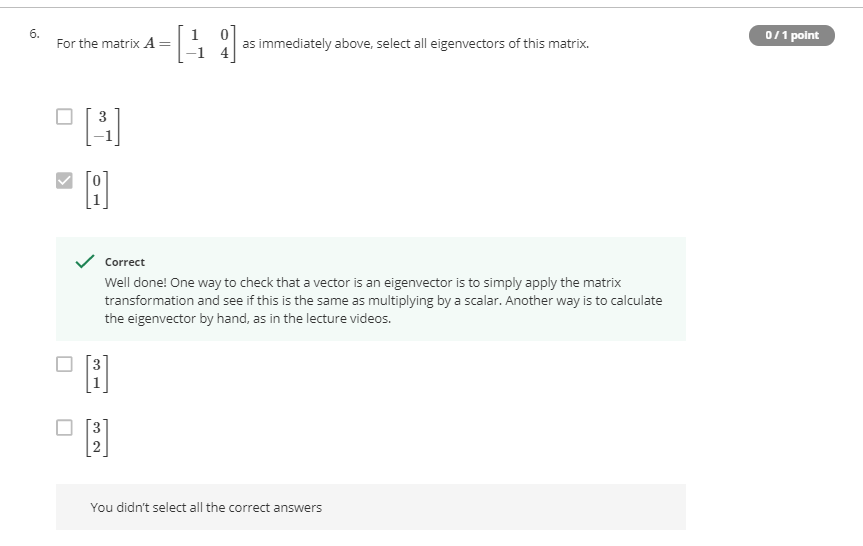 6.
For the matrix A = [1 0; −1 4] as immediately above, select all eigenvectors of this matrix.
0 / 1 point
[3; −1]
[0; 1]
Correct
Well done! One way to check that a vector is an eigenvector is to simply apply the matrix
transformation and see if this is the same as multiplying by a scalar. Another way is to calculate
the eigenvector by hand, as in the lecture videos.
[3; 1]
[3; 2]
You didn't select all the correct answers